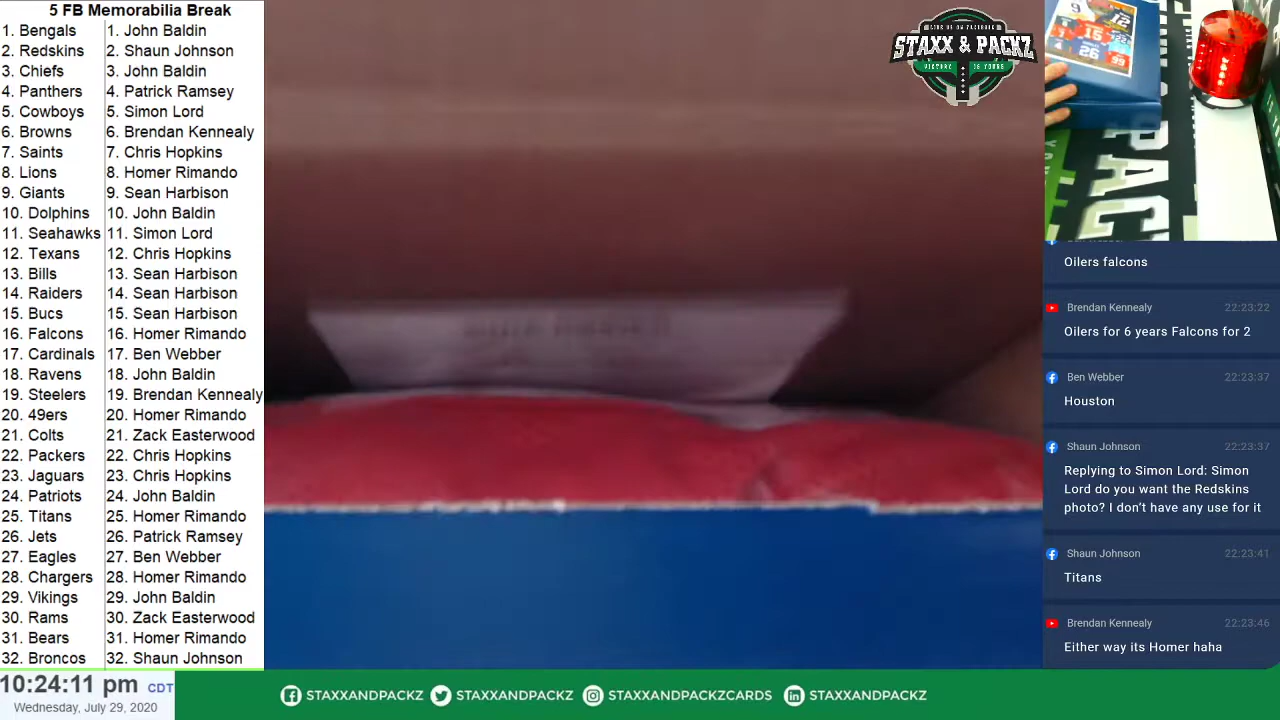 5 FB Memorabilia Break
1. Bengals 1. John Baldin
2. Redskins 2. Shaun Johnson
3. Chiefs 3. John Baldin
4. Panthers 4. Patrick Ramsey
5. Cowboys 5. Simon Lord
6. Browns 6. Brendan Kennealy
7. Saints 7. Chris Hopkins
8. Lions 8. Homer Rimando
9. Giants 9. Sean Harbison
10. Dolphins 10. John Baldin
11. Seahawks 11. Simon Lord
12. Texans 12. Chris Hopkins
13. Bills 13. Sean Harbison
14. Raiders 14. Sean Harbison
15. Bucs 15. Sean Harbison
16. Falcons 16. Homer Rimando
17. Cardinals 17. Ben Webber
18. Ravens 18. John Baldin
19. Steelers 19. Brendan Kennealy
20. 49ers 20. Homer Rimando
21. Colts 21. Zack Easterwood
22. Packers 22. Chris Hopkins
23. Jaguars 23. Chris Hopkins
24. Patriots 24. John Baldin
25. Titans 25. Homer Rimando
26. Jets 26. Patrick Ramsey
27. Eagles 27. Ben Webber
28. Chargers 28. Homer Rimando
29. Vikings 29. John Baldin
30. Rams 30. Zack Easterwood
31. Bears 31. Homer Rimando
32. Broncos 32. Shaun Johnson
10:24:11 pm CDT
Wednesday, July 29, 2020
LIVE ON FACEBOOK
STAXX & PACKZ
VICTORY IS YOURS
9
12
15
26
99
PAC
Oilers falcons
Brendan Kennealy 22:23:22
Oilers for 6 years Falcons for 2
Ben Webber 22:23:37
Houston
Shaun Johnson 22:23:37
Replying to Simon Lord: Simon
Lord do you want the Redskins
photo? I don't have any use for it
Shaun Johnson 22:23:41
Titans
Brendan Kennealy 22:23:46
Either way its Homer haha
STAXXANDPACKZ STAXXANDPACKZ STAXXANDPACKZCARDS STAXXANDPACKZ